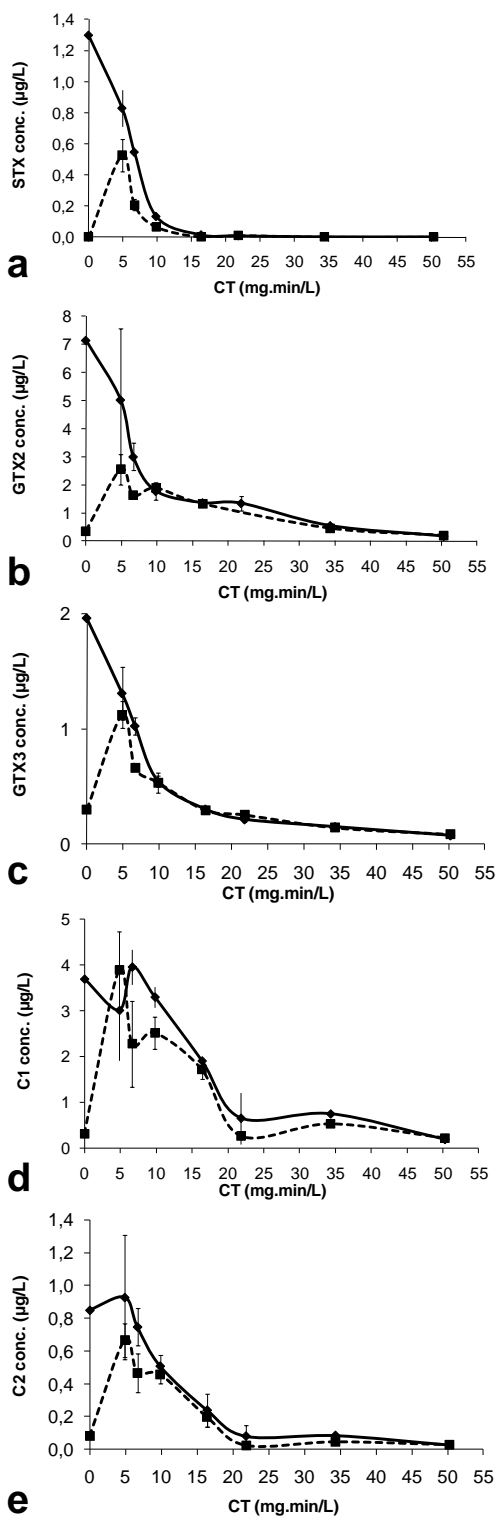 1,4
1,2
1,0
0,8
0,6
0,4
0,2
0,0
STX conc. (µg/L)
0 5 10 15 20 25 30 35 40 45 50 55
CT (mg.min/L)
a
8
7
6
5
4
3
2
1
0
GTX2 conc. (µg/L)
0 5 10 15 20 25 30 35 40 45 50 55
CT (mg.min/L)
b
2
1
0
GTX3 conc. (µg/L)
0 5 10 15 20 25 30 35 40 45 50 55
CT (mg.min/L)
c
5
4
3
2
1
0
C1 conc. (µg/L)
0 5 10 15 20 25 30 35 40 45 50 55
CT (mg.min/L)
d
1,4
1,2
1,0
0,8
0,6
0,4
0,2
0,0
C2 conc. (µg/L)
0 5 10 15 20 25 30 35 40 45 50 55
CT (mg.min/L)
e